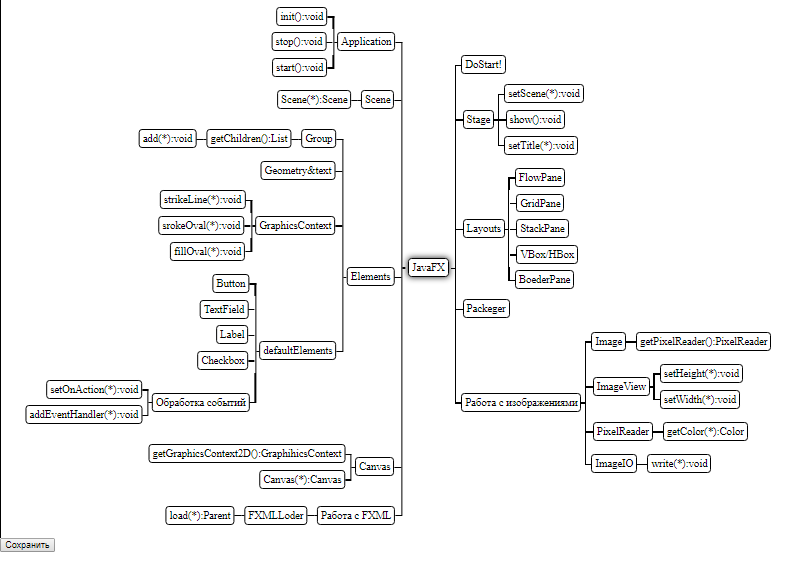 init():void
stop():void
Application
start():void
Scene(*):Scene
Scene
add(*):void
getChildren():List
Group
Geometry&text
strikeLine(*):void
srokeOval(*):void
GraphicsContext
fillOval(*):void
Elements
Button
TextField
Label
defaultElements
Checkbox
setOnAction(*):void
Обработка событий
addEventHandler(*):void
getGraphicsContext2D():GraphihicsContext
Canvas
Canvas(*):Canvas
load(*):Parent
FXMLLoder
Работа с FXML
JavaFX
DoStart!
setScene(*):void
Stage
show():void
setTitle(*):void
FlowPane
GridPane
Layouts
StackPane
VBox/HBox
BoederPane
Packeger
Image
getPixelReader():PixelReader
setHeight(*):void
ImageView
setWidth(*):void
Работа с изображениями
PixelReader
getColor(*):Color
ImageIO
write(*):void
Сохранить